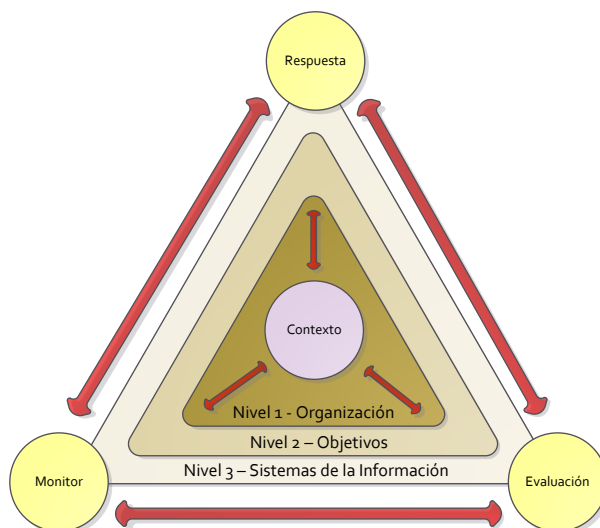 Respuesta
Contexto
Nivel 1 - Organización
Nivel 2 – Objetivos
Nivel 3 – Sistemas de la Información
Monitor
Evaluación